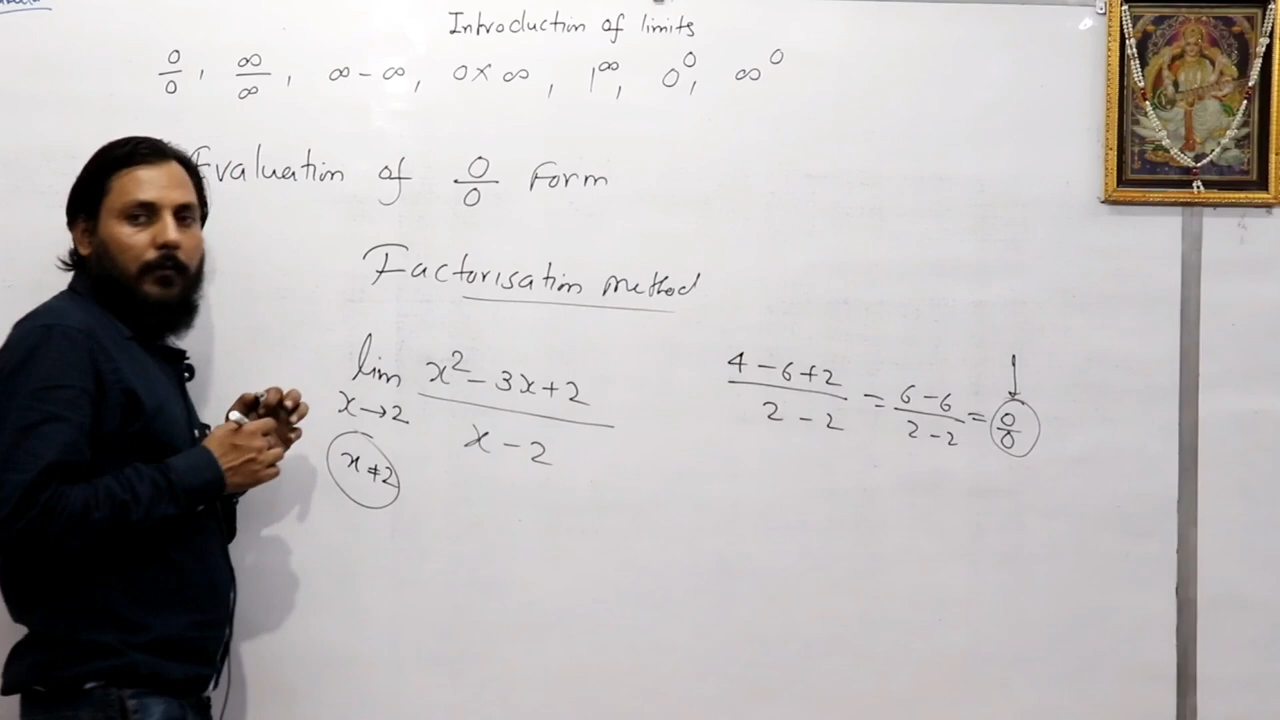 Introduction of limits
0/0, ∞/∞, ∞-∞, 0×∞, 1^∞, 0^0, ∞^0
Evaluation of 0/0 Form
Factorisation method
lim x→2 (x²-3x+2)/(x-2)
x≠2
(4-6+2)/(2-2) = (6-6)/(2-2) = 0/0